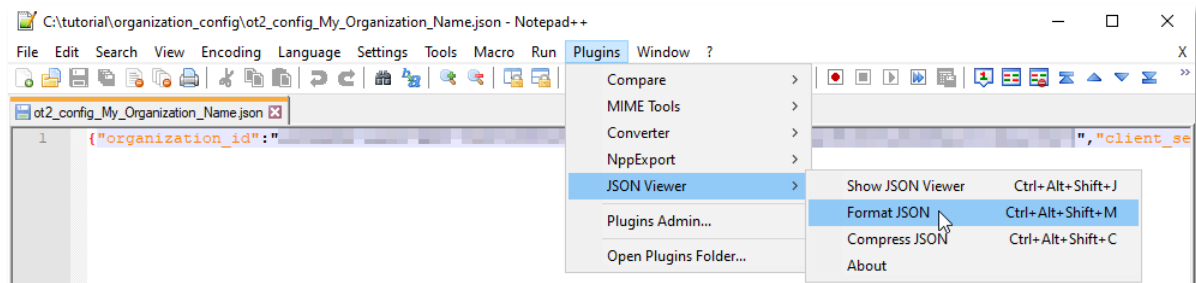 C:\tutorial\organization_config\ot2_config_My_Organization_Name.json - Notepad++
File Edit Search View Encoding Language Settings Tools Macro Run Plugins Window ? X
ot2_config_My_Organization_Name.json
1 {"organization_id":" ","client_se
Compare
MIME Tools
Converter
NppExport
JSON Viewer
Plugins Admin...
Open Plugins Folder...
Show JSON Viewer Ctrl+Alt+Shift+J
Format JSON Ctrl+Alt+Shift+M
Compress JSON Ctrl+Alt+Shift+C
About